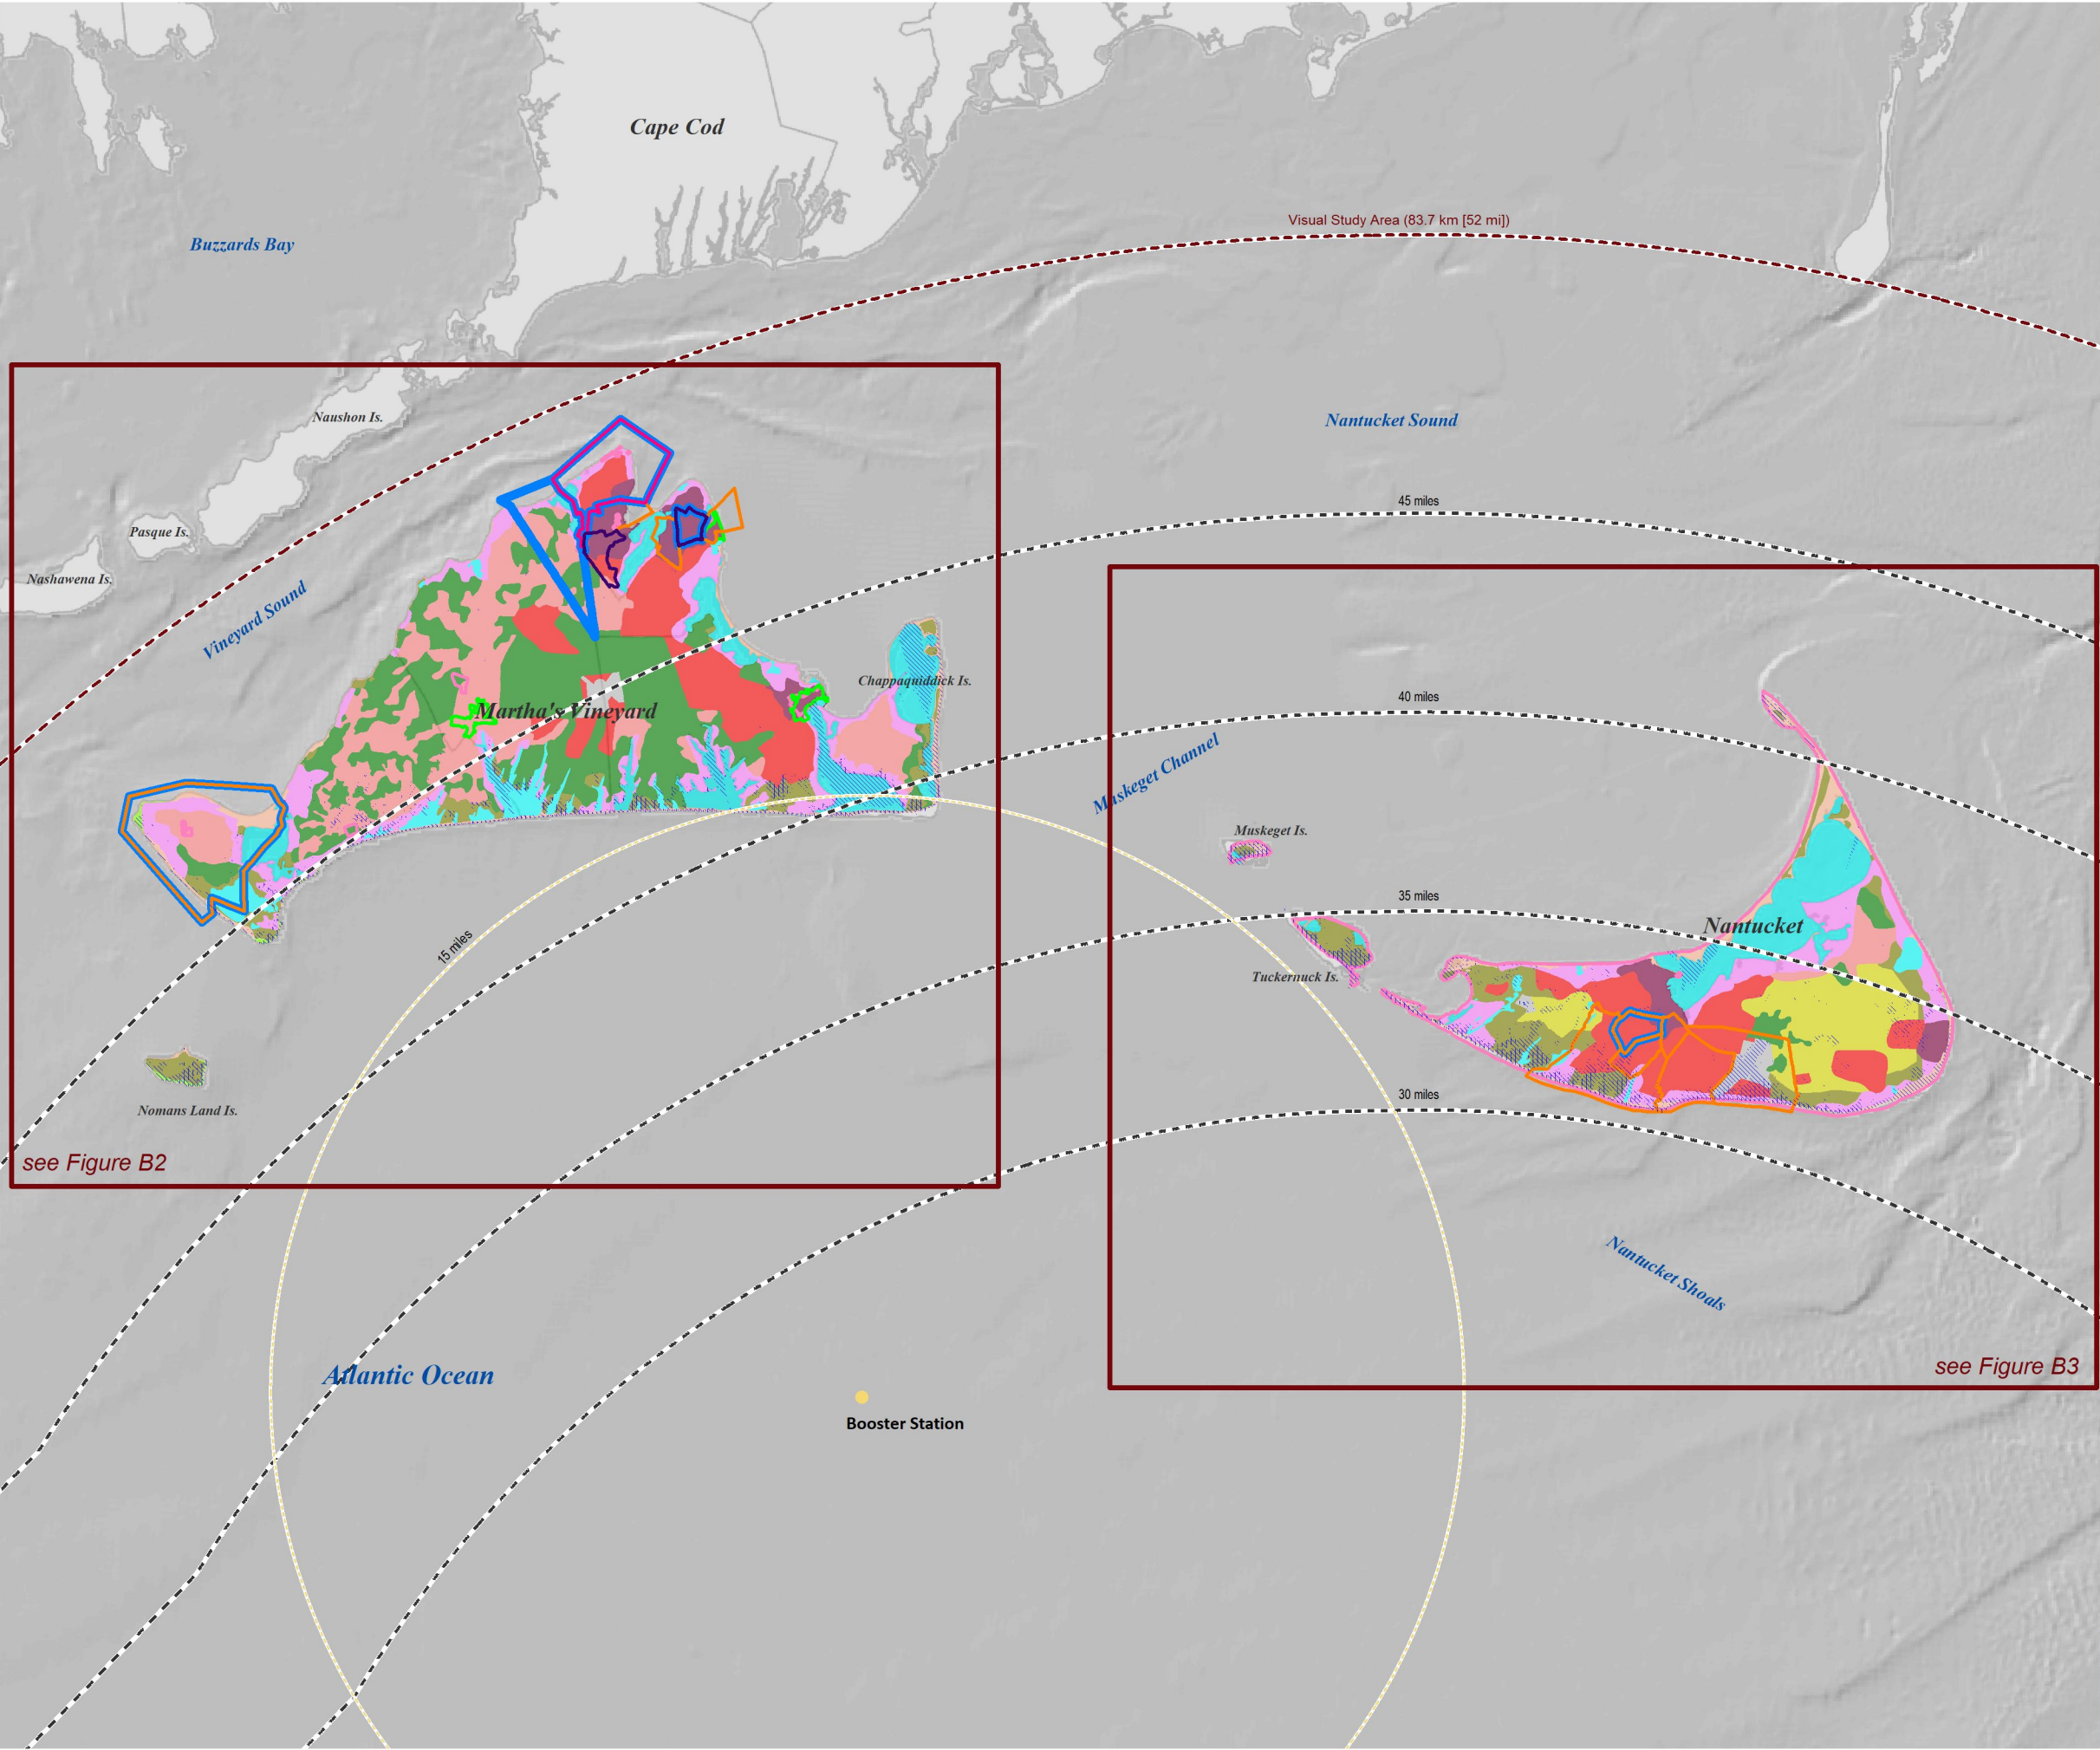 Cape Cod
Visual Study Area (83.7 km [52 mi])
Buzzards Bay
Naushon Is.
Nantucket Sound
45 miles
Pasque Is.
Nashawena Is.
Vineyard Sound
Chappaquiddick Is.
40 miles
Martha's Vineyard
Muskeget Channel
Muskeget Is.
35 miles
Nantucket
15 miles
Tuckernuck Is.
30 miles
Nomans Land Is.
see Figure B2
Nantucket Shoals
see Figure B3
Atlantic Ocean
Booster Station